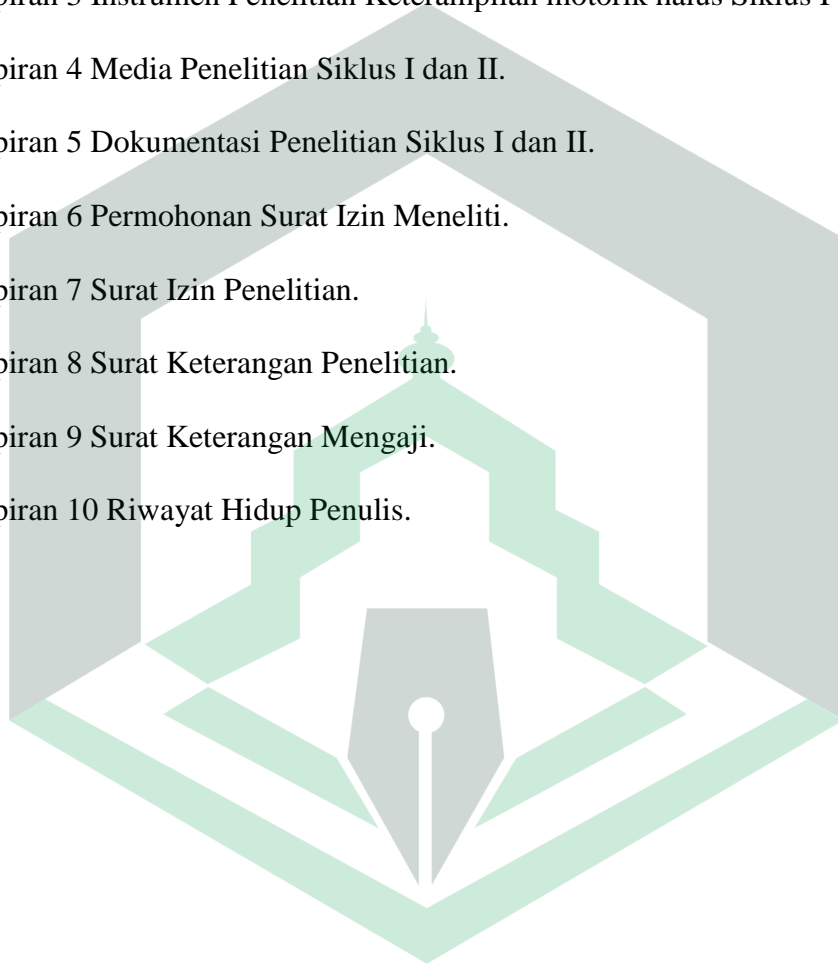 piran 3 Instrumen Penelitian Keterampilan motorik halus Siklus I
piran 4 Media Penelitian Siklus I dan II.
piran 5 Dokumentasi Penelitian Siklus I dan II.
piran 6 Permohonan Surat Izin Meneliti.
piran 7 Surat Izin Penelitian.
piran 8 Surat Keterangan Penelitian.
piran 9 Surat Keterangan Mengaji.
piran 10 Riwayat Hidup Penulis.